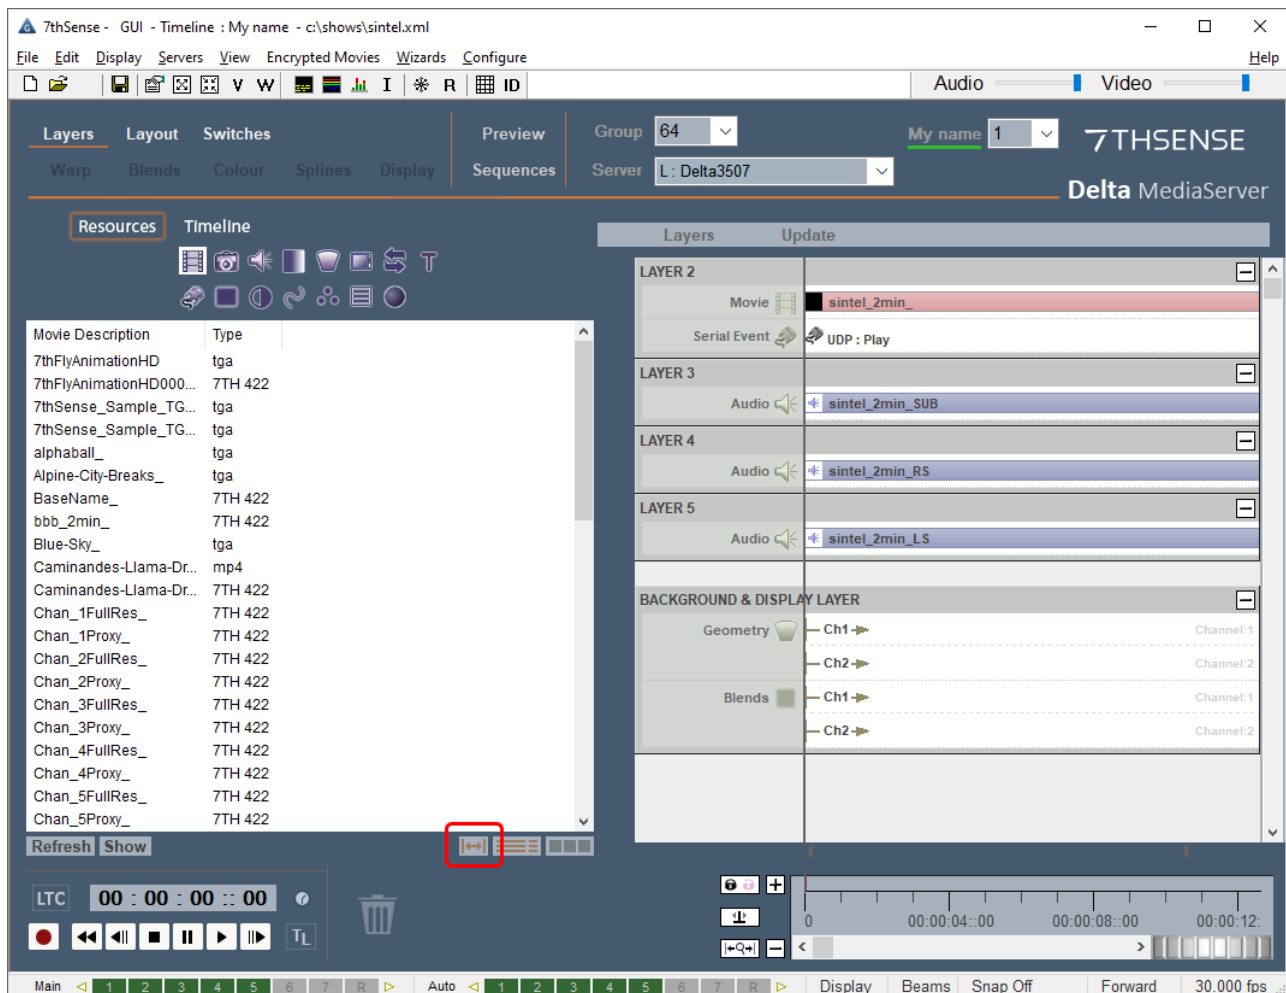 7thSense - GUI - Timeline : My name - c:\shows\sintel.xml
File Edit Display Servers View Encrypted Movies Wizards Configure Help
V W I R ID Audio Video
Layers Layout Switches Preview Group 64 My name 1 7THSENSE
Warp Blends Colour Splines Display Sequences Server L : Delta3507
Delta MediaServer
Resources Timeline
Layers Update
T
LAYER 2
Movie sintel_2min_
Serial Event UDP : Play
LAYER 3
Audio sintel_2min_SUB
LAYER 4
Audio sintel_2min_RS
LAYER 5
Audio sintel_2min_LS
BACKGROUND & DISPLAY LAYER
Geometry Ch1 Channel:1
Ch2 Channel:2
Blends Ch1 Channel:1
Ch2 Channel:2
Movie Description Type
7thFlyAnimationHD tga
7thFlyAnimationHD000... 7TH 422
7thSense_Sample_TG... tga
7thSense_Sample_TG... tga
alphaball_ tga
Alpine-City-Breaks_ tga
BaseName_ 7TH 422
bbb_2min_ 7TH 422
Blue-Sky_ tga
Caminandes-Llama-Dr... mp4
Caminandes-Llama-Dr... 7TH 422
Chan_1FullRes_ 7TH 422
Chan_1Proxy_ 7TH 422
Chan_2FullRes_ 7TH 422
Chan_2Proxy_ 7TH 422
Chan_3FullRes_ 7TH 422
Chan_3Proxy_ 7TH 422
Chan_4FullRes_ 7TH 422
Chan_4Proxy_ 7TH 422
Chan_5FullRes_ 7TH 422
Chan_5Proxy_ 7TH 422
Refresh Show
LTC 00 : 00 : 00 :: 00
TL
0 00:00:04::00 00:00:08::00 00:00:12:
Main 1 2 3 4 5 6 7 R Auto 1 2 3 4 5 6 7 R Display Beams Snap Off Forward 30.000 fps